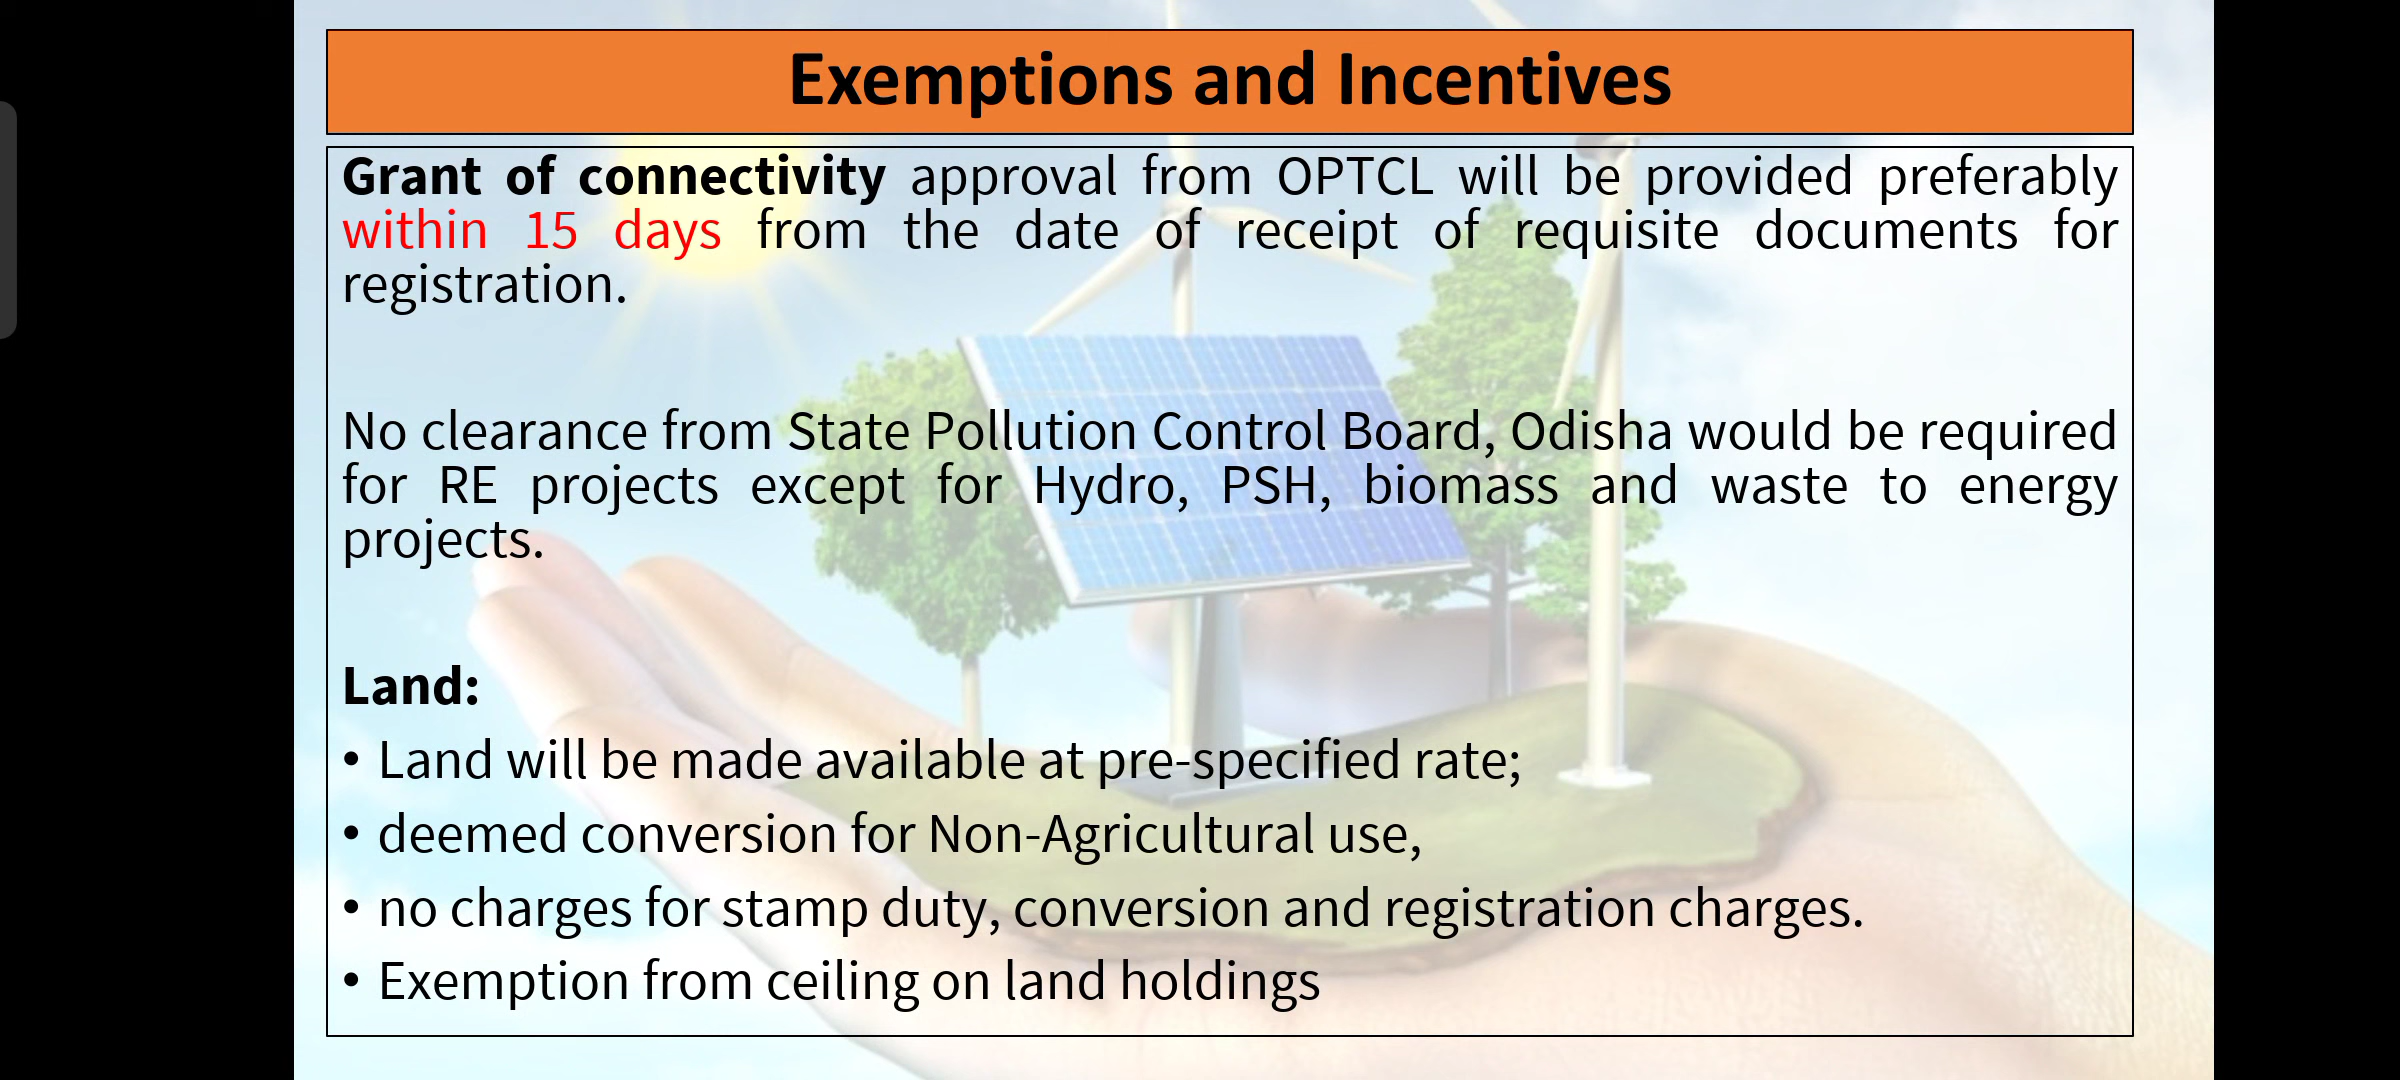 Exemptions and Incentives
Grant of connectivity approval from OPTCL will be provided preferably
within 15 days from the date of receipt of requisite documents for
registration.
No clearance from State Pollution Control Board, Odisha would be required
for RE projects except for Hydro, PSH, biomass and waste to energy
projects.
Land:
• Land will be made available at pre-specified rate;
• deemed conversion for Non-Agricultural use,
• no charges for stamp duty, conversion and registration charges.
• Exemption from ceiling on land holdings